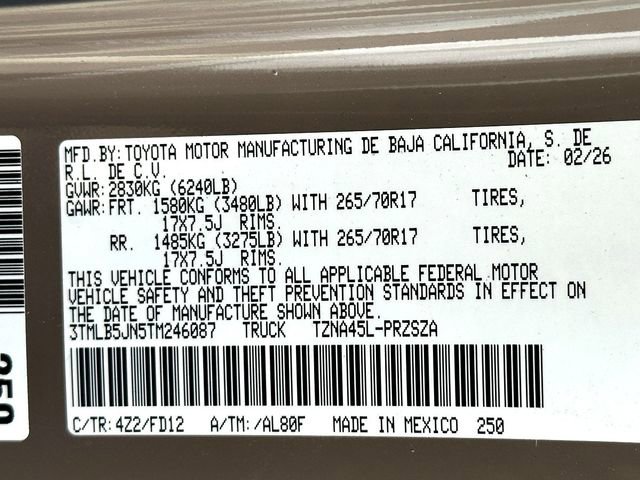 MFD.BY:TOYOTA MOTOR MANUFACTURING DE BAJA CALIFORNIA, S. DE
R.L. DE C.V. DATE: 02/26
GVWR:2830KG (6240LB)
GAWR:FRT. 1580KG (3480LB) WITH 265/70R17 TIRES,
17X7.5J RIMS.
RR. 1485KG (3275LB) WITH 265/70R17 TIRES,
17X7.5J RIMS.
THIS VEHICLE CONFORMS TO ALL APPLICABLE FEDERAL MOTOR
VEHICLE SAFETY AND THEFT PREVENTION STANDARDS IN EFFECT ON
THE DATE OF MANUFACTURE SHOWN ABOVE.
3TMLB5JN5TM246087 TRUCK TZNA45L-PRZSZA
C/TR:4Z2/FD12 A/TM:/AL80F MADE IN MEXICO 250
250